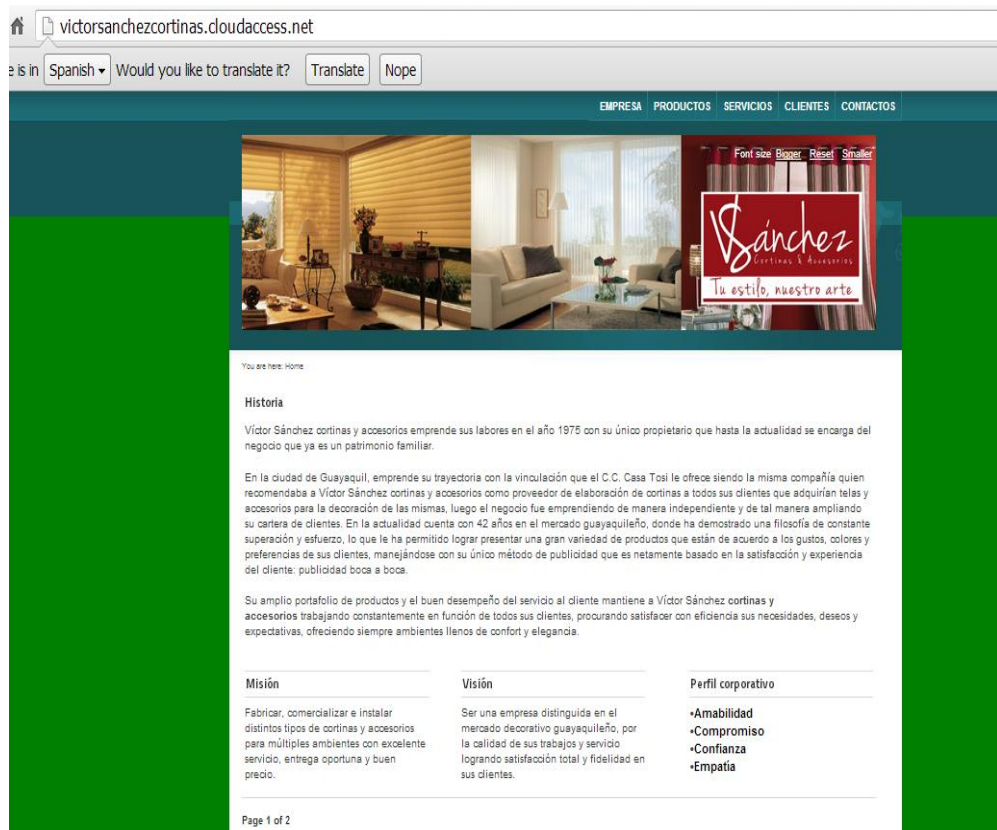 victorsanchezcortinas.cloudaccess.net
e is in Spanish Would you like to translate it? Translate Nope
EMPRESA PRODUCTOS SERVICIOS CLIENTES CONTACTOS
Font size Bigger Reset Smaller
VSánchez
Cortinas & Accesorios
Tu estilo, nuestro arte
You are here: Home
Historia
Víctor Sánchez cortinas y accesorios emprende sus labores en el año 1975 con su único propietario que hasta la actualidad se encarga del
negocio que ya es un patrimonio familiar.
En la ciudad de Guayaquil, emprende su trayectoria con la vinculación que el C.C. Casa Tosi le ofrece siendo la misma compañía quien
recomendaba a Víctor Sánchez cortinas y accesorios como proveedor de elaboración de cortinas a todos sus clientes que adquirían telas y
accesorios para la decoración de las mismas, luego el negocio fue emprendiendo de manera independiente y de tal manera ampliando
su cartera de clientes. En la actualidad cuenta con 42 años en el mercado guayaquileño, donde ha demostrado una filosofía de constante
superación y esfuerzo, lo que le ha permitido lograr presentar una gran variedad de productos que están de acuerdo a los gustos, colores y
preferencias de sus clientes, manejándose con su único método de publicidad que es netamente basado en la satisfacción y experiencia
del cliente: publicidad boca a boca.
Su amplio portafolio de productos y el buen desempeño del servicio al cliente mantiene a Víctor Sánchez cortinas y
accesorios trabajando constantemente en función de todos sus clientes, procurando satisfacer con eficiencia sus necesidades, deseos y
expectativas, ofreciendo siempre ambientes llenos de confort y elegancia.
Misión
Fabricar, comercializar e instalar
distintos tipos de cortinas y accesorios
para múltiples ambientes con excelente
servicio, entrega oportuna y buen
precio.
Visión
Ser una empresa distinguida en el
mercado decorativo guayaquileño, por
la calidad de sus trabajos y servicio
logrando satisfacción total y fidelidad en
sus clientes.
Perfil corporativo
•Amabilidad
•Compromiso
•Confianza
•Empatía
Page 1 of 2